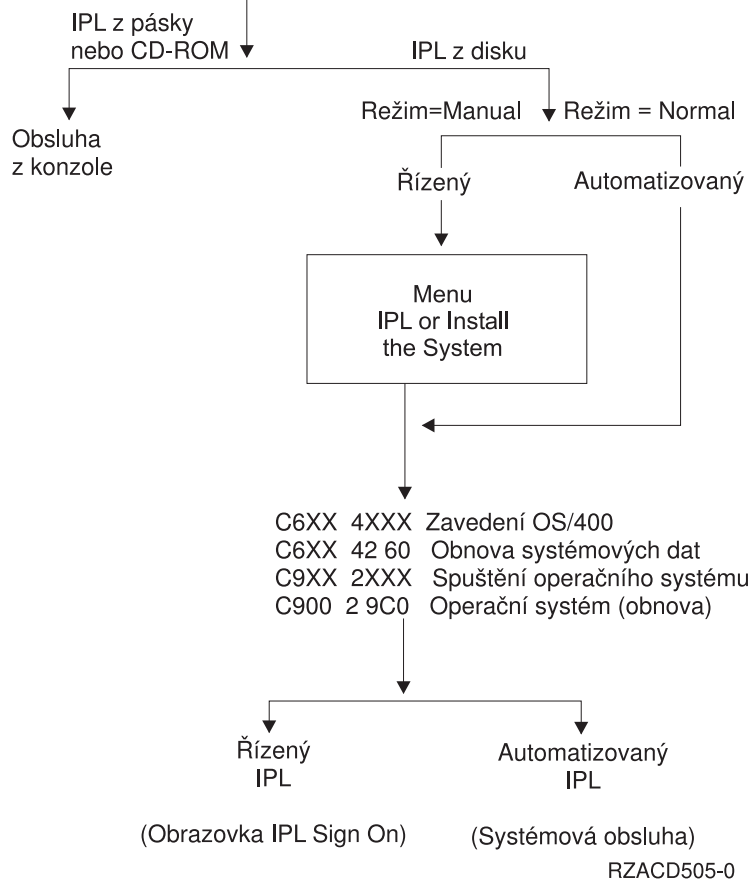 IPL z pásky
nebo CD-ROM
IPL z disku
Obsluha
z konzole
Režim=Manual
Režim = Normal
Řízený
Automatizovaný
Menu
IPL or Install
the System
C6XX 4XXX Zavedení OS/400
C6XX 42 60 Obnova systémových dat
C9XX 2XXX Spuštění operačního systému
C900 2 9C0 Operační systém (obnova)
Řízený
IPL
Automatizovaný
IPL
(Obrazovka IPL Sign On)
(Systémová obsluha)
RZACD505-0